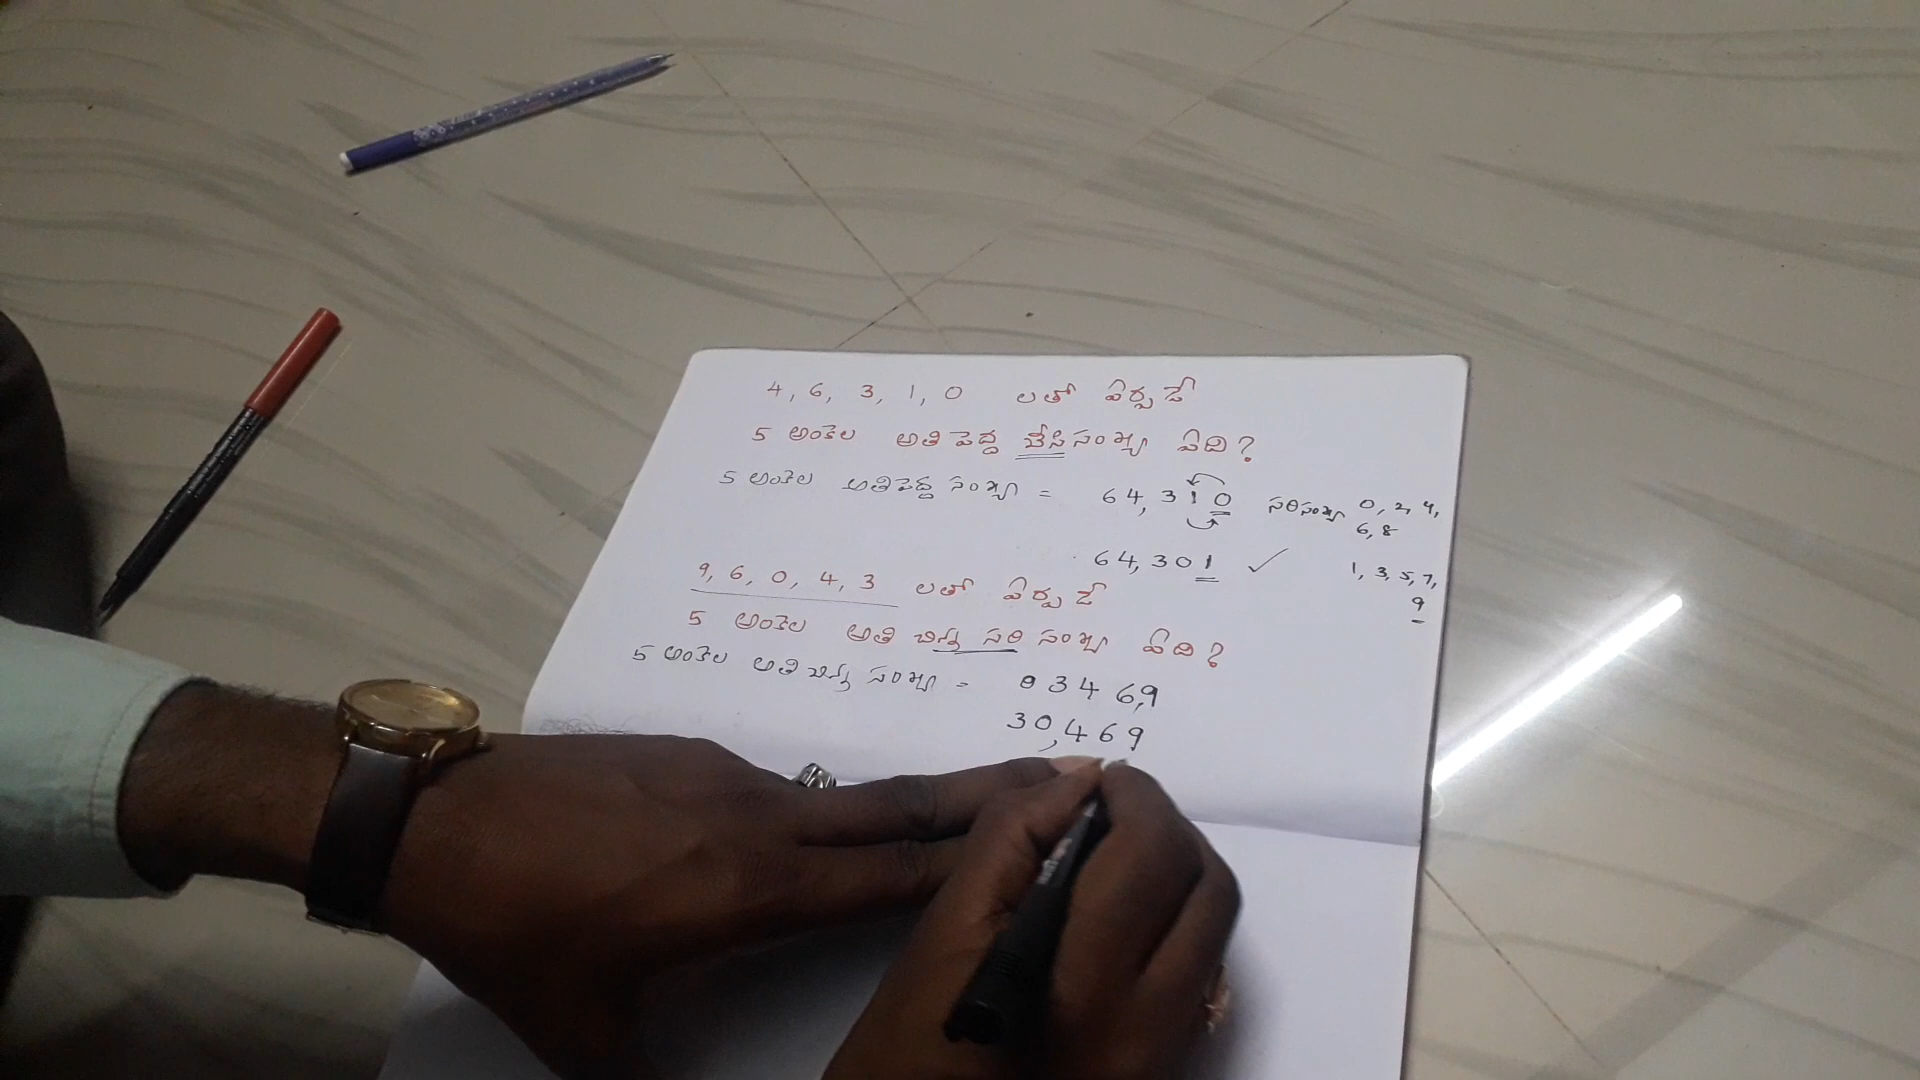 4, 6, 3, 1, 0 లతో ఏర్పడే
5 అంకెల అతి పెద్ద బేసి సంఖ్య ఏది?
5 అంకెల అతిపెద్ద సంఖ్య = 64,310 సరిసంఖ్య 0, 2, 4,
6, 8
64,301 ✓ 1, 3, 5, 7,
9
9, 6, 0, 4, 3 లతో ఏర్పడే
5 అంకెల అతి చిన్న సరి సంఖ్య ఏది?
5 అంకెల అతి చిన్న సంఖ్య = 0346,9
30,469